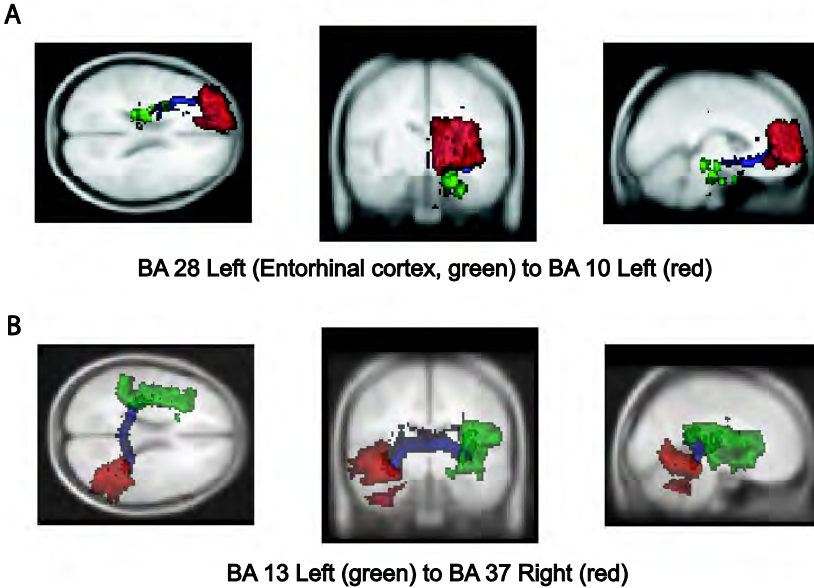 A
BA 28 Left (Entorhinal cortex, green) to BA 10 Left (red)
B
BA 13 Left (green) to BA 37 Right (red)